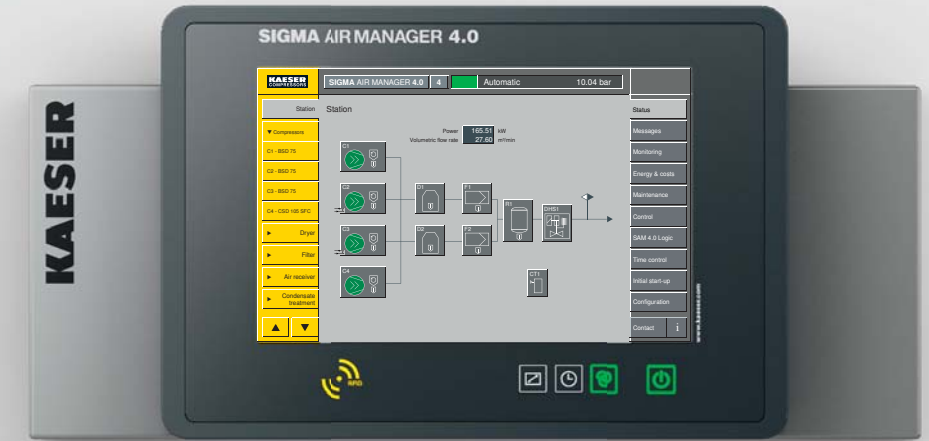 SIGMA AIR MANAGER 4.0
KAESER
KAESER
COMPRESSORS
SIGMA AIR MANAGER 4.0 4 Automatic 10.04 bar
Station
Station
Status
▼ Compressors
Power 165.51 kW
Volumetric flow rate 27.60 m³/min
Messages
C1 - BSD 75
C1
Monitoring
C2 - BSD 75
Energy & costs
C3 - BSD 75
C2 D1 F1
Maintenance
C4 - CSD 105 SFC
R1 DHS1
Control
► Dryer
C3 D2 F2
SAM 4.0 Logic
► Filter
Time control
► Air receiver
C4 CT1
Initial start-up
► Condensate
treatment
Configuration
▲ ▼
Contact i
www.kaeser.com
RFID